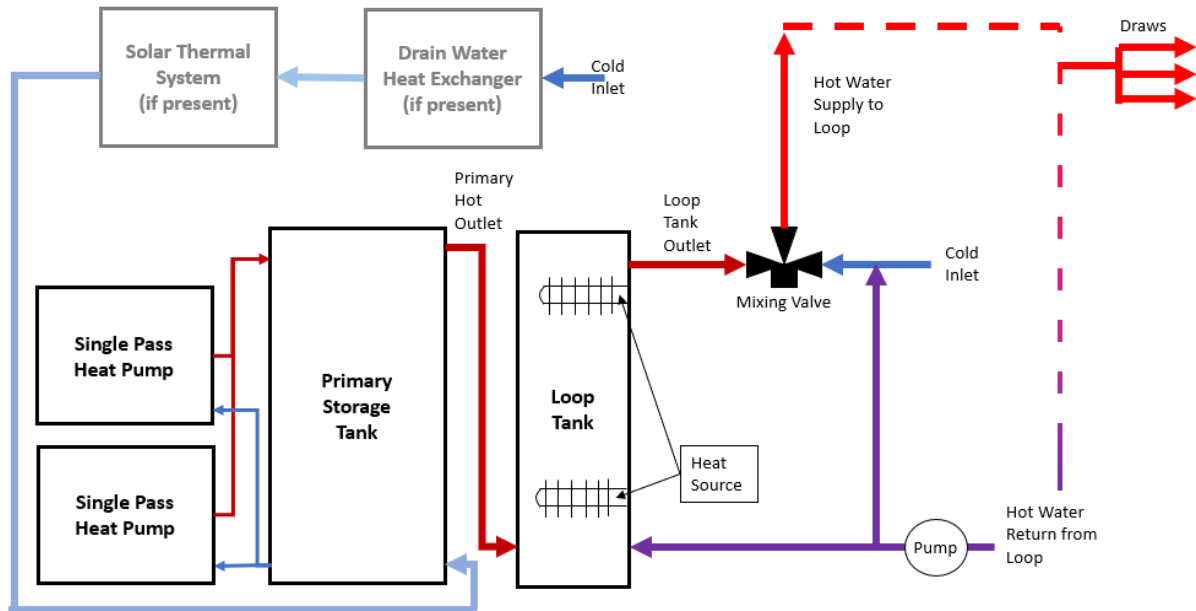 Solar Thermal
System
(if present)
Drain Water
Heat Exchanger
(if present)
Cold
Inlet
Hot Water
Supply to
Loop
Draws
Primary
Hot
Outlet
Loop
Tank
Outlet
Cold
Inlet
Mixing Valve
Single Pass
Heat Pump
Primary
Storage
Tank
Loop
Tank
Heat
Source
Single Pass
Heat Pump
Pump
Hot Water
Return from
Loop